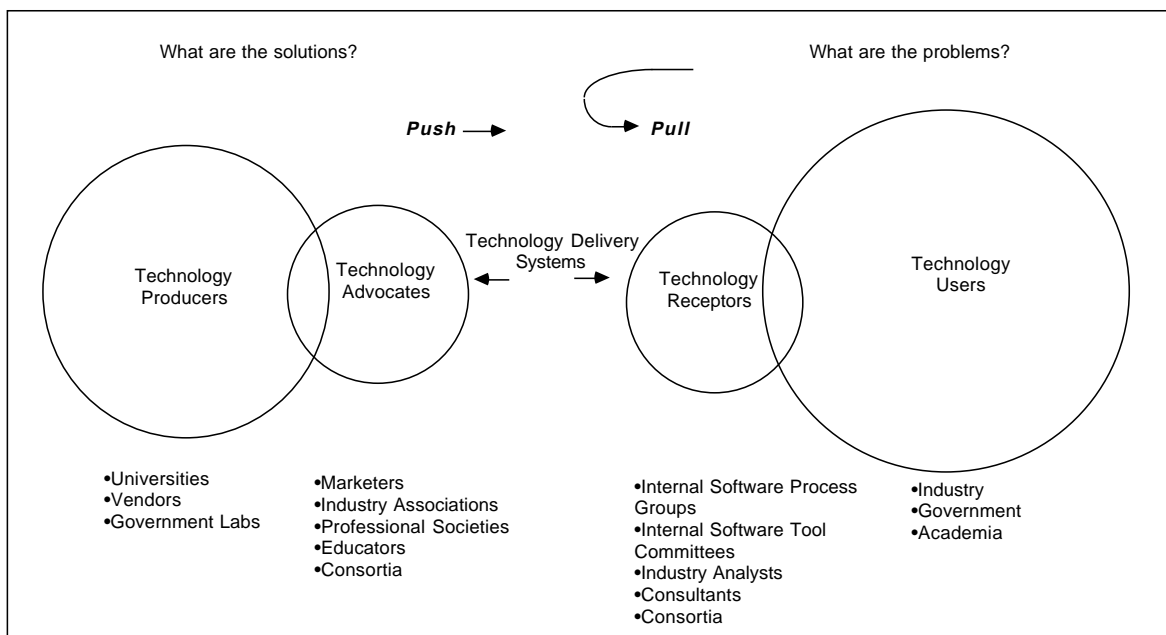 What are the solutions?
What are the problems?
Push
Pull
Technology
Producers
Technology
Advocates
Technology Delivery
Systems
Technology
Receptors
Technology
Users
•Universities
•Vendors
•Government Labs
•Marketers
•Industry Associations
•Professional Societies
•Educators
•Consortia
•Internal Software Process
Groups
•Internal Software Tool
Committees
•Industry Analysts
•Consultants
•Consortia
•Industry
•Government
•Academia